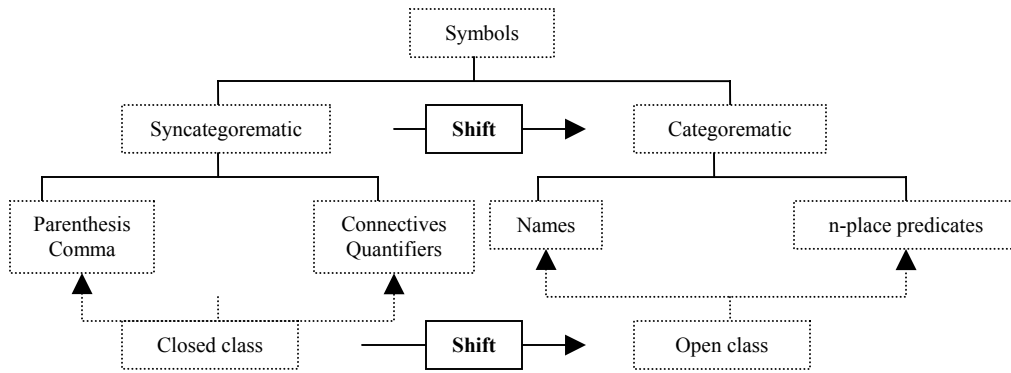 Symbols
Syncategorematic
Shift
Categorematic
Parenthesis
Comma
Connectives
Quantifiers
Names
n-place predicates
Closed class
Shift
Open class